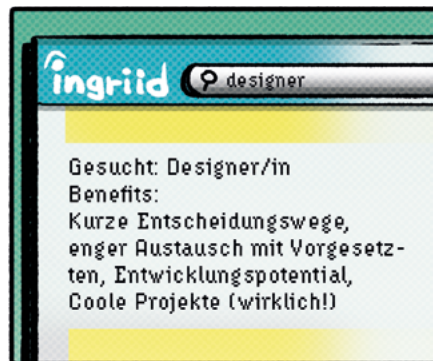 ingriid
designer
Gesucht: Designer/in
Benefits:
Kurze Entscheidungswege,
enger Austausch mit Vorgesetz-
ten, Entwicklungspotential,
Coole Projekte (wirklich!)